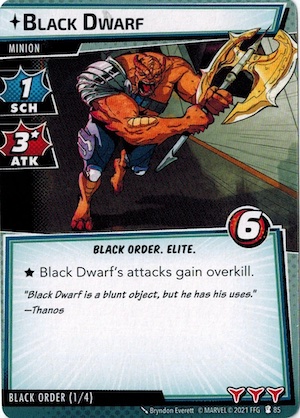 BLACK DWARF
MINION
1
SCH
3★
ATK
6
BLACK ORDER. ELITE.
★ Black Dwarf's attacks gain overkill.
"Black Dwarf is a blunt object, but he has his uses."
—Thanos
BLACK ORDER (1/4)
Bryndon Everett © MARVEL © 2021 FFG 85